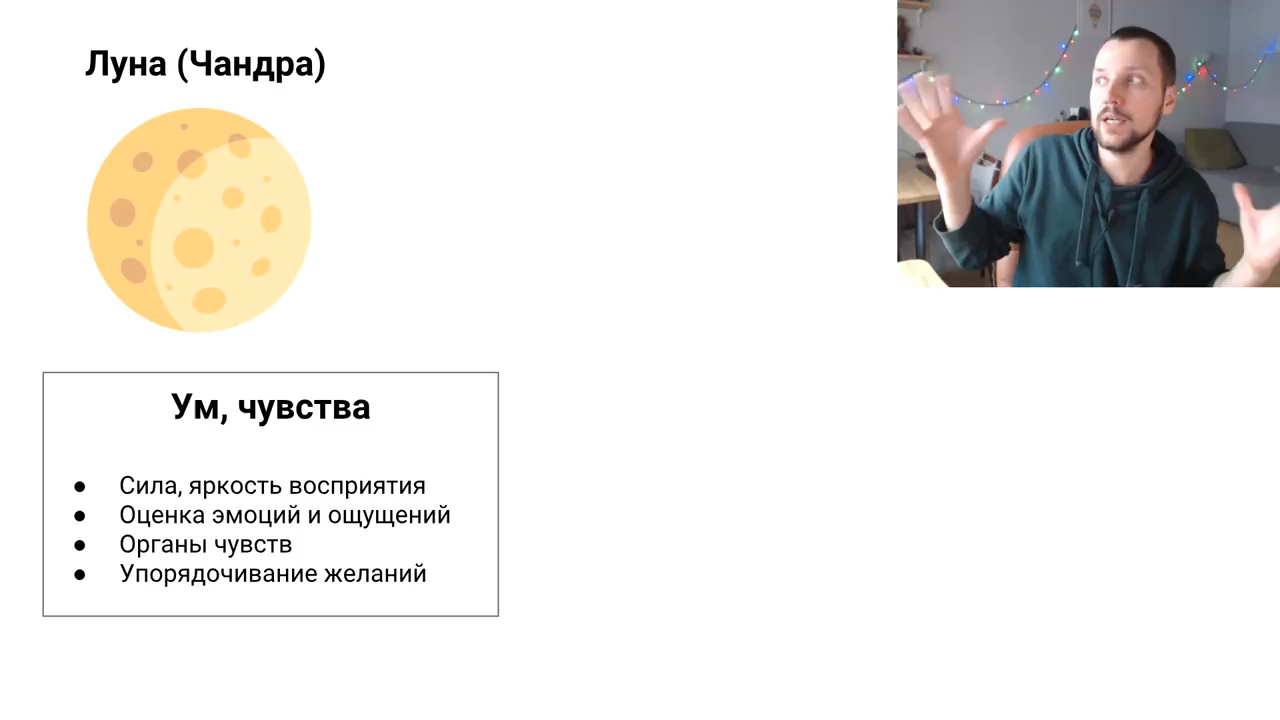 Луна (Чандра)
Ум, чувства
● Сила, яркость восприятия
● Оценка эмоций и ощущений
● Органы чувств
● Упорядочивание желаний